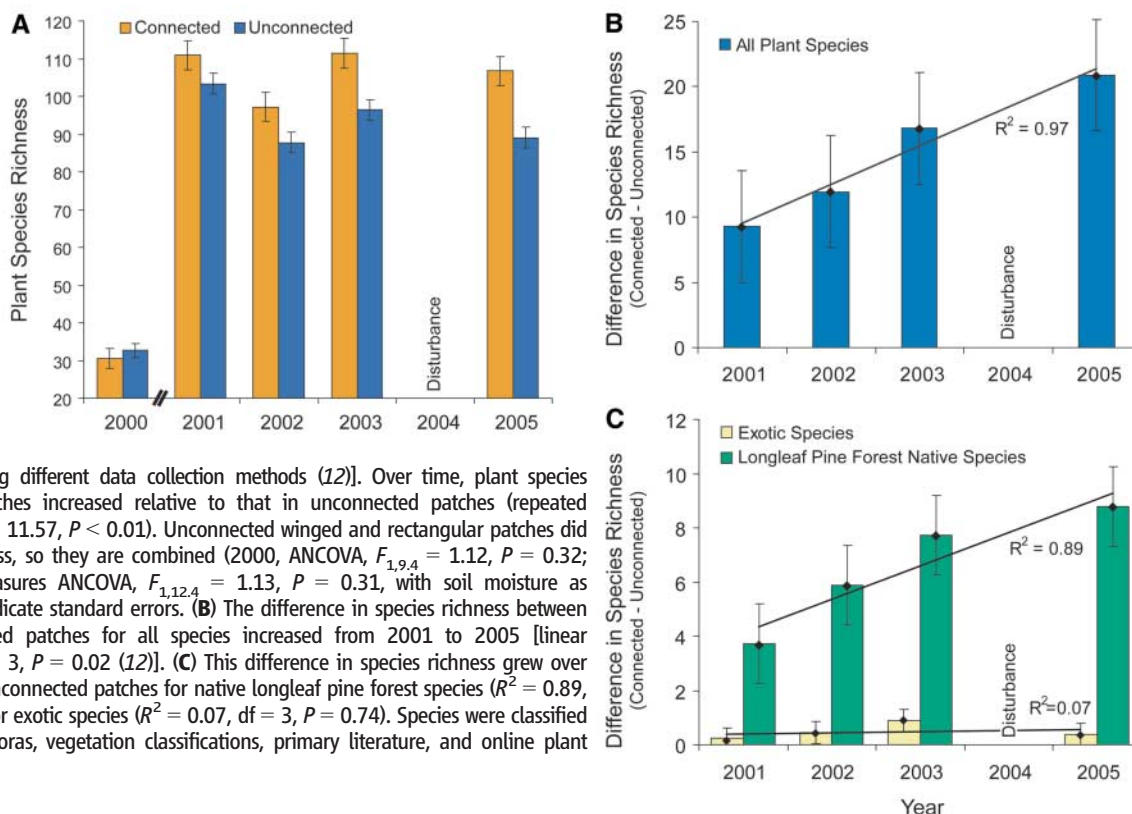 A
Connected Unconnected
Plant Species Richness
120
110
100
90
80
70
60
50
40
30
20
Disturbance
2000 2001 2002 2003 2004 2005
B
All Plant Species
Difference in Species Richness
(Connected - Unconnected)
25
20
15
10
5
0
R² = 0.97
Disturbance
2001 2002 2003 2004 2005
C
Exotic Species
Longleaf Pine Forest Native Species
Difference in Species Richness
(Connected - Unconnected)
12
10
8
6
4
2
0
R² = 0.89
Disturbance
R²=0.07
2001 2002 2003 2004 2005
Year
g different data collection methods (12)]. Over time, plant species
tches increased relative to that in unconnected patches (repeated
11.57, P < 0.01). Unconnected winged and rectangular patches did
ss, so they are combined (2000, ANCOVA, F1,9.4 = 1.12, P = 0.32;
asures ANCOVA, F1,12.4 = 1.13, P = 0.31, with soil moisture as
dicate standard errors. (B) The difference in species richness between
ed patches for all species increased from 2001 to 2005 [linear
3, P = 0.02 (12)]. (C) This difference in species richness grew over
nconnected patches for native longleaf pine forest species (R² = 0.89,
or exotic species (R² = 0.07, df = 3, P = 0.74). Species were classified
oras, vegetation classifications, primary literature, and online plant